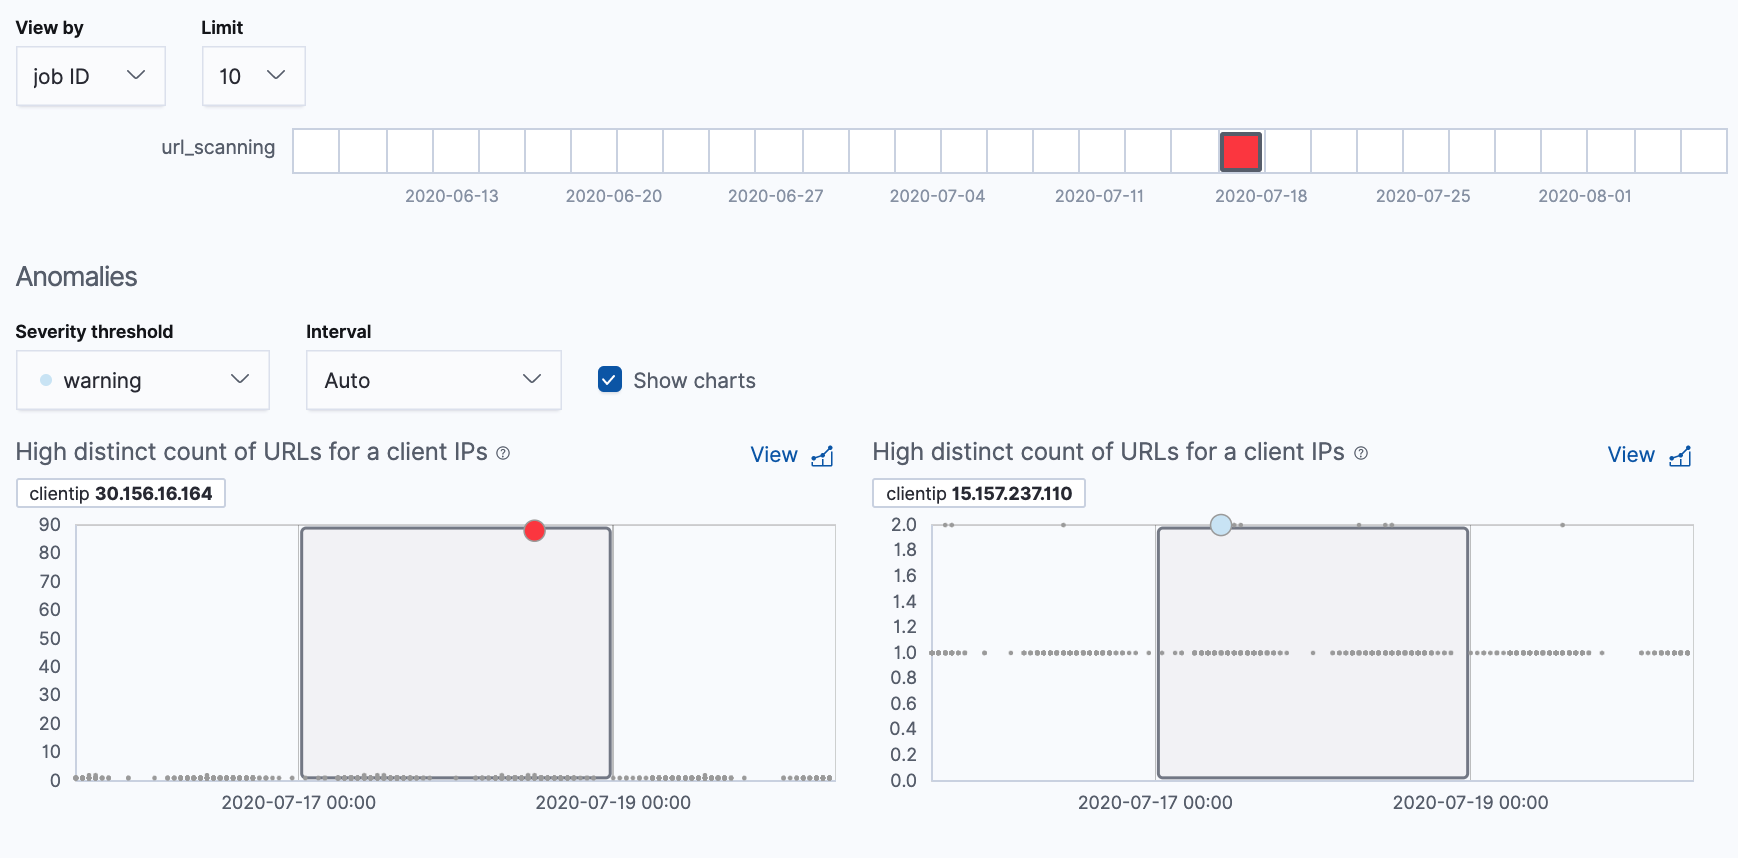 View by Limit
job ID 10
url_scanning
2020-06-13 2020-06-20 2020-06-27 2020-07-04 2020-07-11 2020-07-18 2020-07-25 2020-08-01
Anomalies
Severity threshold Interval
warning Auto Show charts
High distinct count of URLs for a client IPs View
clientip 30.156.16.164
90
80
70
60
50
40
30
20
10
0
2020-07-17 00:00 2020-07-19 00:00
High distinct count of URLs for a client IPs View
clientip 15.157.237.110
2.0
1.8
1.6
1.4
1.2
1.0
0.8
0.6
0.4
0.2
0.0
2020-07-17 00:00 2020-07-19 00:00